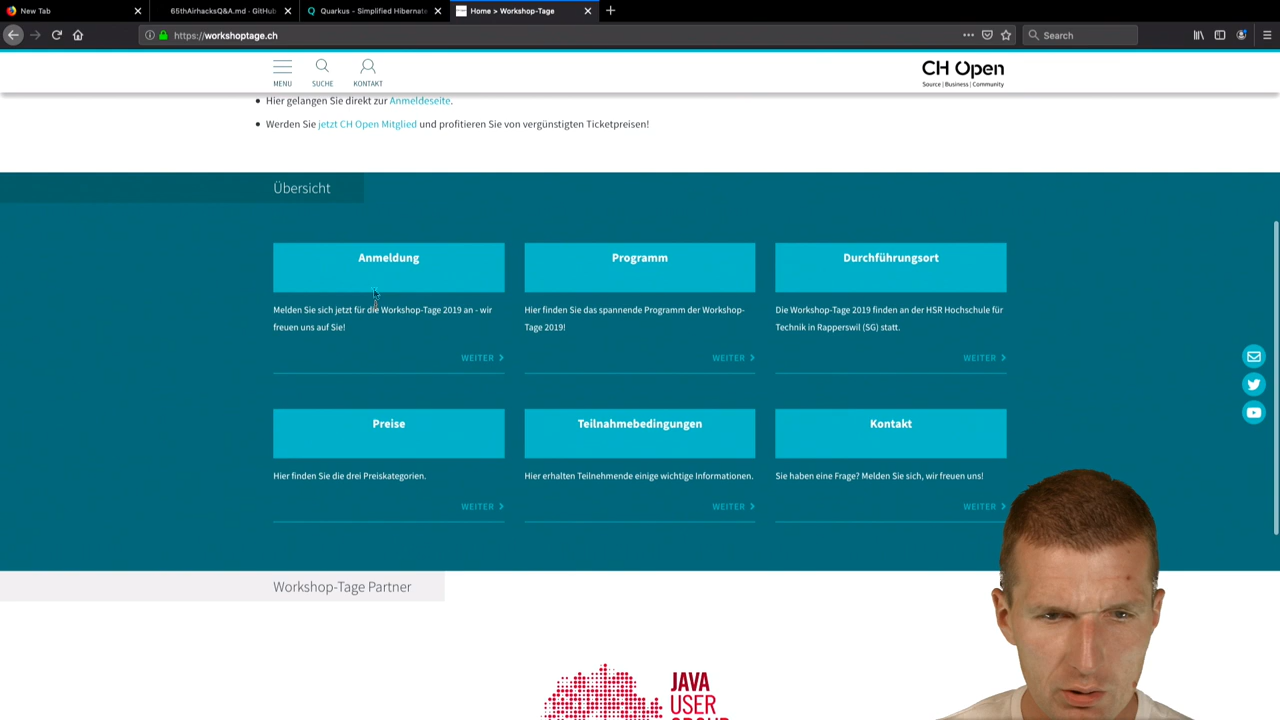 New Tab
65thAirhacksQ&A.md - GitHub
Quarkus - Simplified Hibernate
Home > Workshop-Tage
https://workshoptage.ch
Search
MENU
SUCHE
KONTAKT
CH Open
Source | Business | Community
Hier gelangen Sie direkt zur Anmeldeseite.
Werden Sie jetzt CH Open Mitglied und profitieren Sie von vergünstigten Ticketpreisen!
Übersicht
Anmeldung
Programm
Durchführungsort
Melden Sie sich jetzt für die Workshop-Tage 2019 an - wir
freuen uns auf Sie!
Hier finden Sie das spannende Programm der Workshop-
Tage 2019!
Die Workshop-Tage 2019 finden an der HSR Hochschule für
Technik in Rapperswil (SG) statt.
WEITER
WEITER
WEITER
Preise
Teilnahmebedingungen
Kontakt
Hier finden Sie die drei Preiskategorien.
Hier erhalten Teilnehmende einige wichtige Informationen.
Sie haben eine Frage? Melden Sie sich, wir freuen uns!
WEITER
WEITER
WEITER
Workshop-Tage Partner
JAVA
USER
GROUP